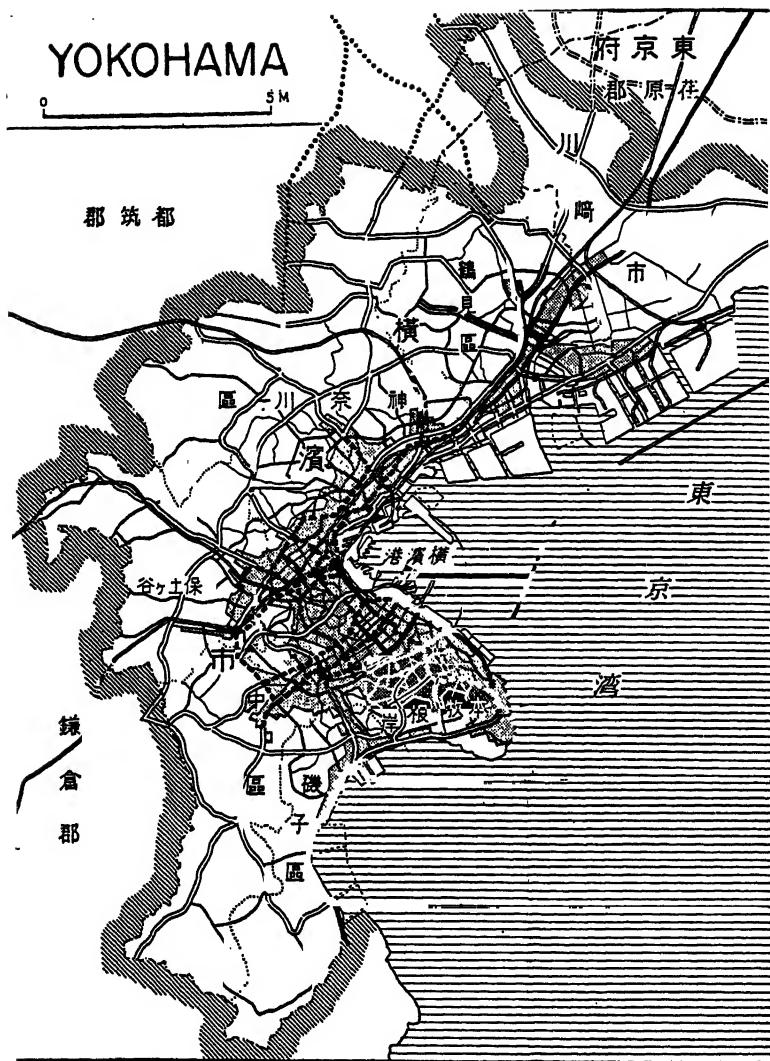 YOKOHAMA
0 5M
東京府
荏原郡
都筑郡
川崎市
鶴見區
横濱市
神奈川區
横濱港
東京湾
保土ヶ谷
中區
根岸
磯子區
鎌倉郡